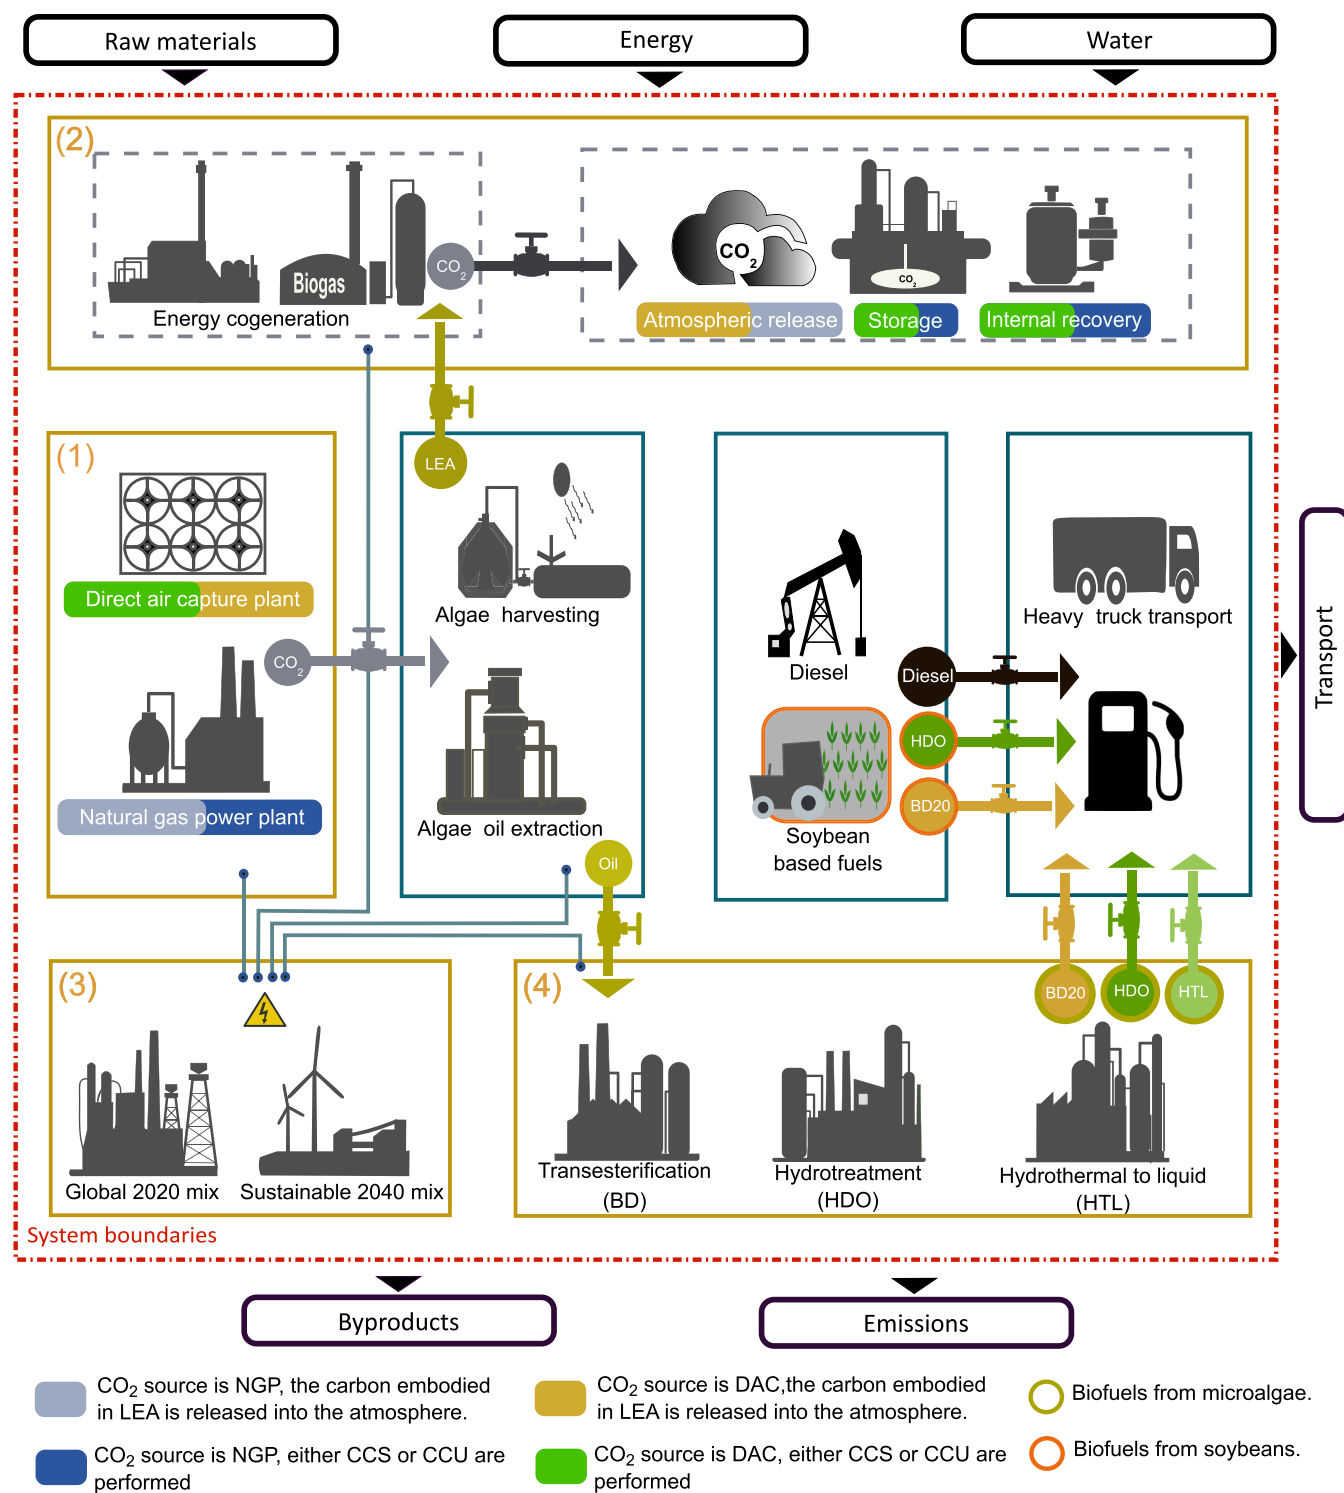 Raw materials
Energy
Water
(2)
Biogas
CO2
Energy cogeneration
CO2
CO2
Atmospheric release
Storage
Internal recovery
(1)
LEA
Direct air capture plant
CO2
Natural gas power plant
Algae harvesting
Algae oil extraction
Oil
Diesel
Soybean
based fuels
Diesel
HDO
BD20
Heavy truck transport
Transport
(3)
Global 2020 mix
Sustainable 2040 mix
(4)
BD20
HDO
HTL
Transesterification
(BD)
Hydrotreatment
(HDO)
Hydrothermal to liquid
(HTL)
System boundaries
Byproducts
Emissions
CO2 source is NGP, the carbon embodied
in LEA is released into the atmosphere.
CO2 source is DAC,the carbon embodied
in LEA is released into the atmosphere.
Biofuels from microalgae.
CO2 source is NGP, either CCS or CCU are
performed
CO2 source is DAC, either CCS or CCU are
performed
Biofuels from soybeans.